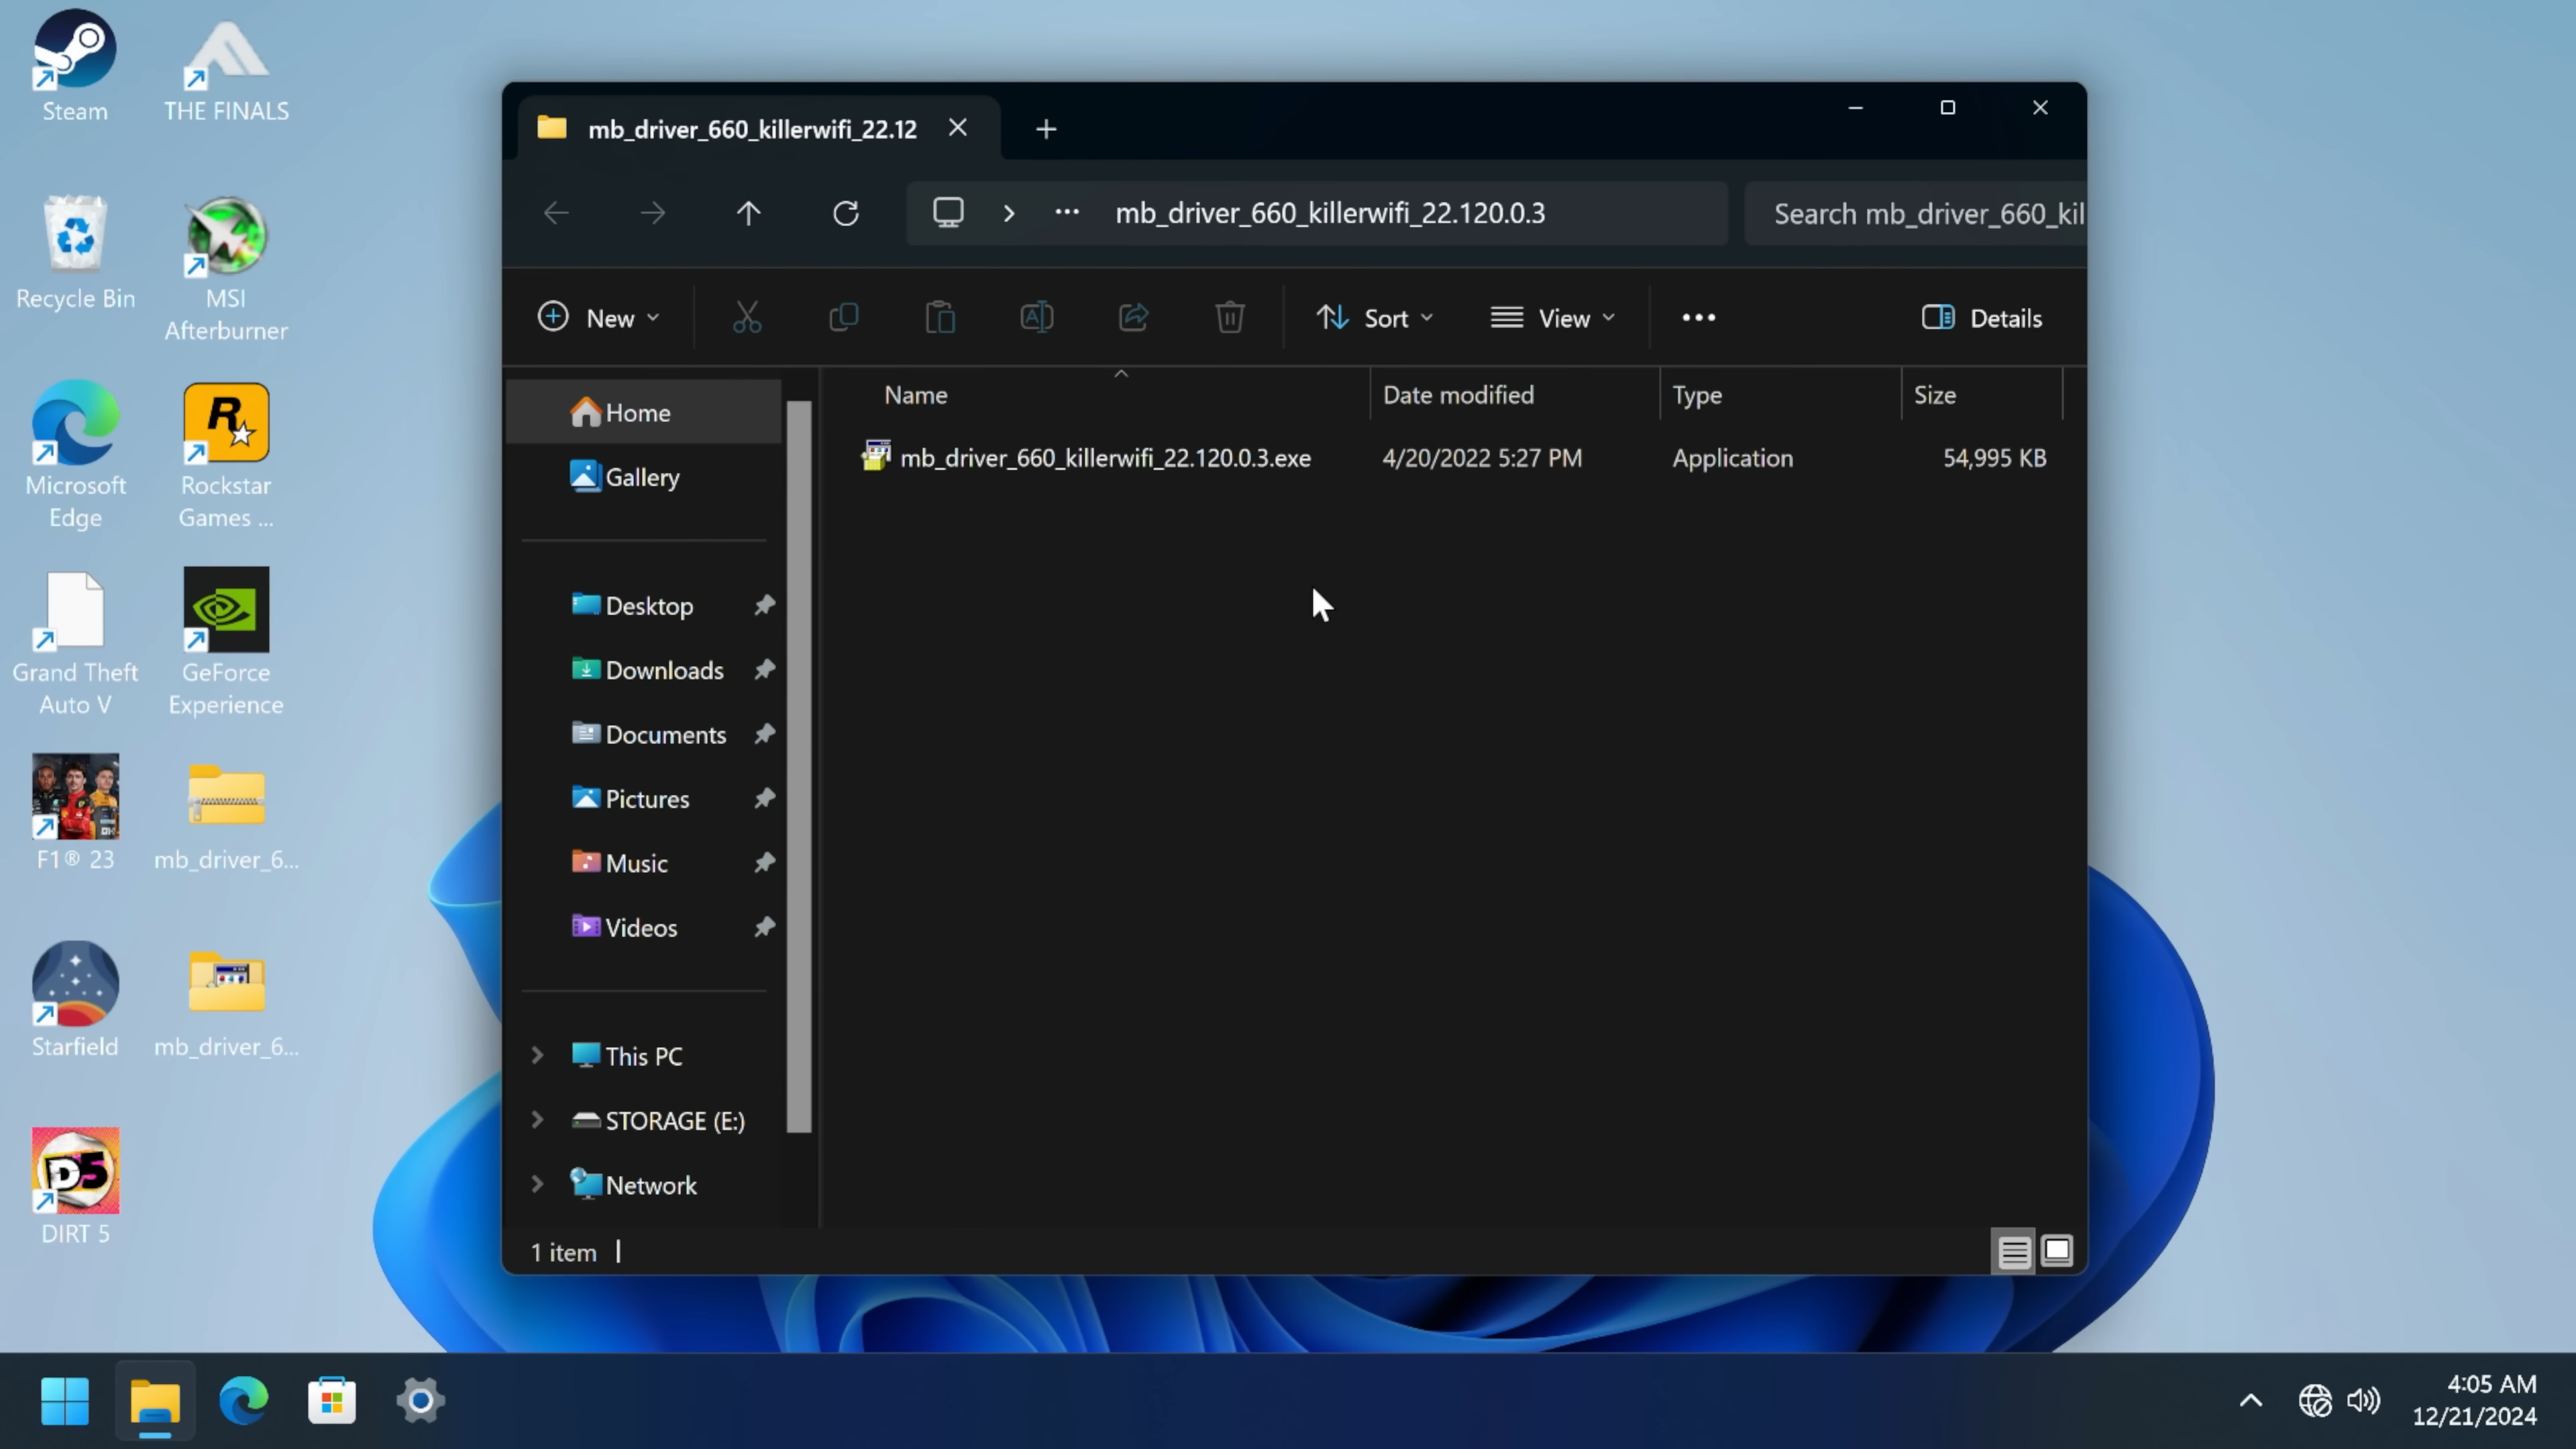 Steam
THE FINALS
Recycle Bin
MSI
Afterburner
Microsoft
Edge
R
Rockstar
Games ...
Grand Theft
Auto V
GeForce
Experience
F1® 23
mb_driver_6...
Starfield
mb_driver_6...
D5
DIRT 5
mb_driver_660_killerwifi_22.12
mb_driver_660_killerwifi_22.120.0.3
Search mb_driver_660_kil
New
Sort
View
Details
Name
Date modified
Type
Size
mb_driver_660_killerwifi_22.120.0.3.exe
4/20/2022 5:27 PM
Application
54,995 KB
Home
Gallery
Desktop
Downloads
Documents
Pictures
Music
Videos
This PC
STORAGE (E:)
Network
1 item
4:05 AM
12/21/2024